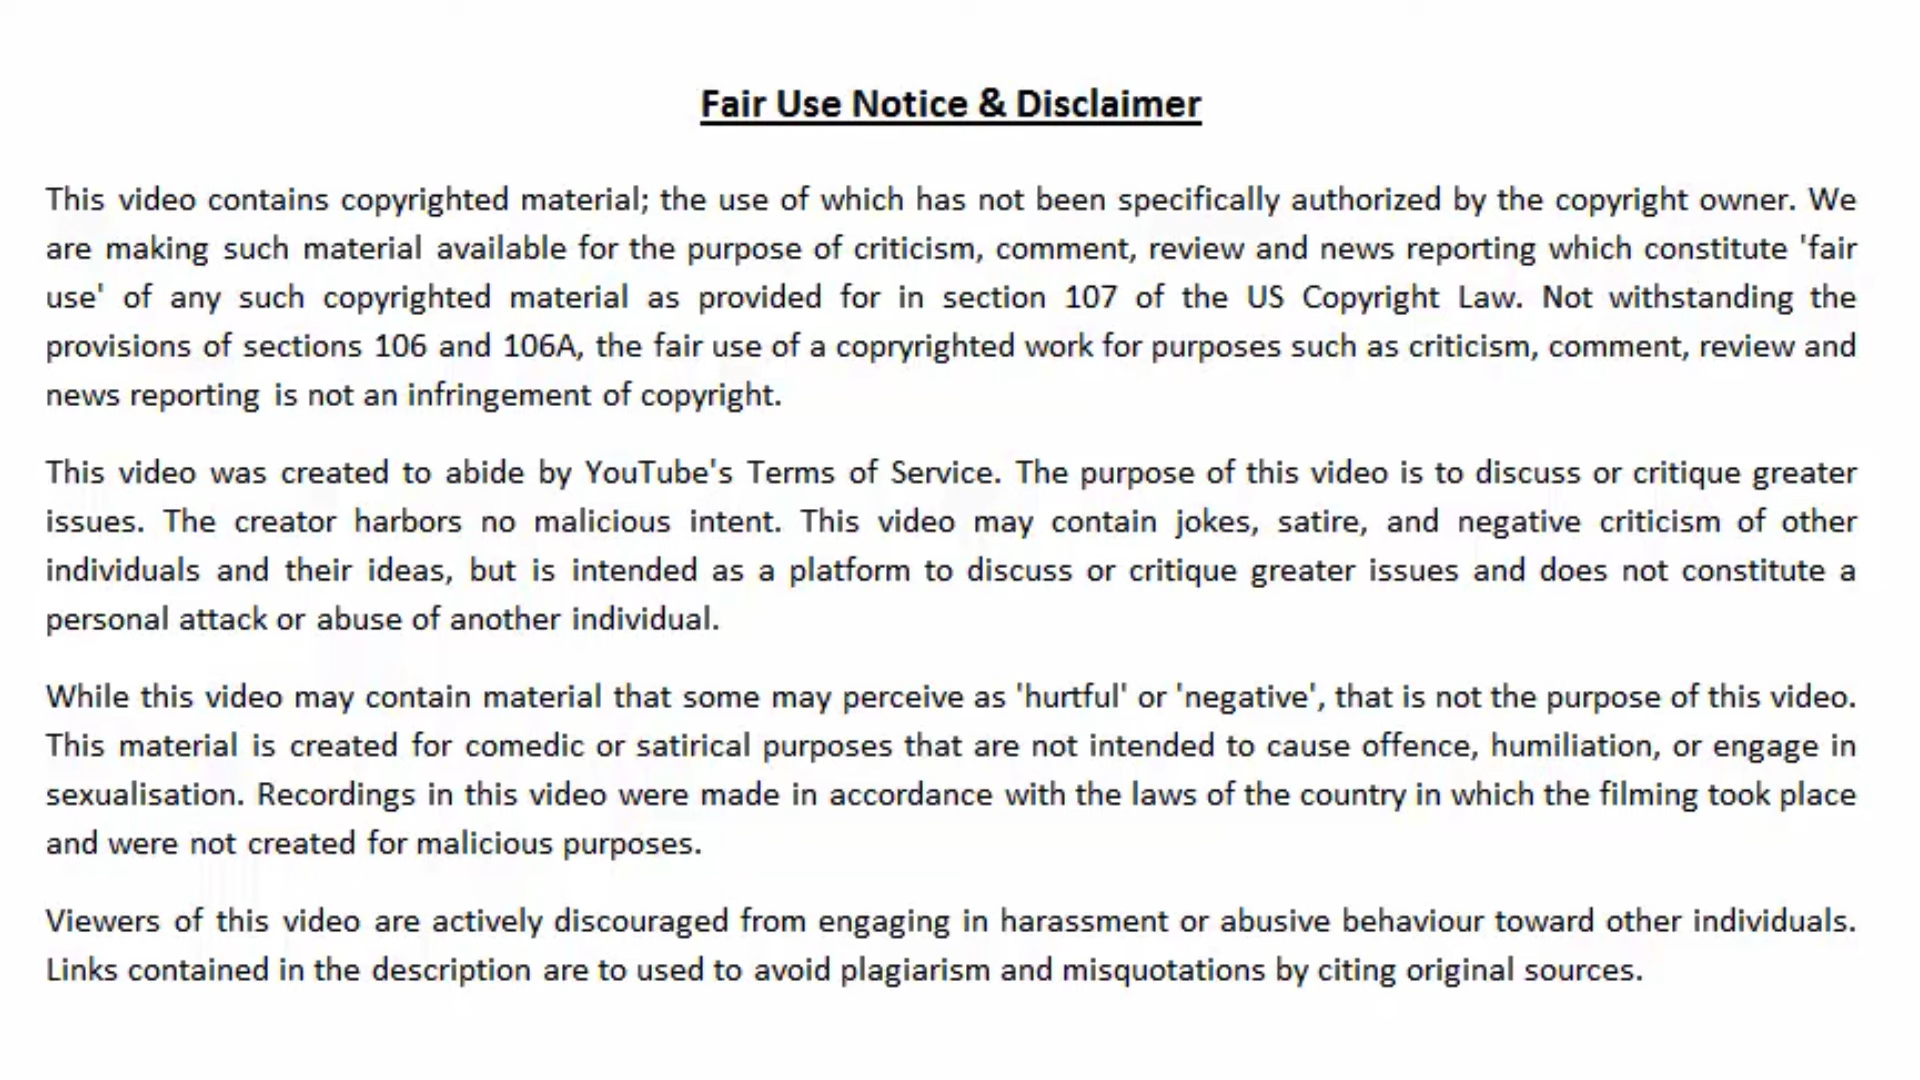 Fair Use Notice & Disclaimer
This video contains copyrighted material; the use of which has not been specifically authorized by the copyright owner. We
are making such material available for the purpose of criticism, comment, review and news reporting which constitute 'fair
use' of any such copyrighted material as provided for in section 107 of the US Copyright Law. Not withstanding the
provisions of sections 106 and 106A, the fair use of a copryrighted work for purposes such as criticism, comment, review and
news reporting is not an infringement of copyright.
This video was created to abide by YouTube's Terms of Service. The purpose of this video is to discuss or critique greater
issues. The creator harbors no malicious intent. This video may contain jokes, satire, and negative criticism of other
individuals and their ideas, but is intended as a platform to discuss or critique greater issues and does not constitute a
personal attack or abuse of another individual.
While this video may contain material that some may perceive as 'hurtful' or 'negative', that is not the purpose of this video.
This material is created for comedic or satirical purposes that are not intended to cause offence, humiliation, or engage in
sexualisation. Recordings in this video were made in accordance with the laws of the country in which the filming took place
and were not created for malicious purposes.
Viewers of this video are actively discouraged from engaging in harassment or abusive behaviour toward other individuals.
Links contained in the description are to used to avoid plagiarism and misquotations by citing original sources.